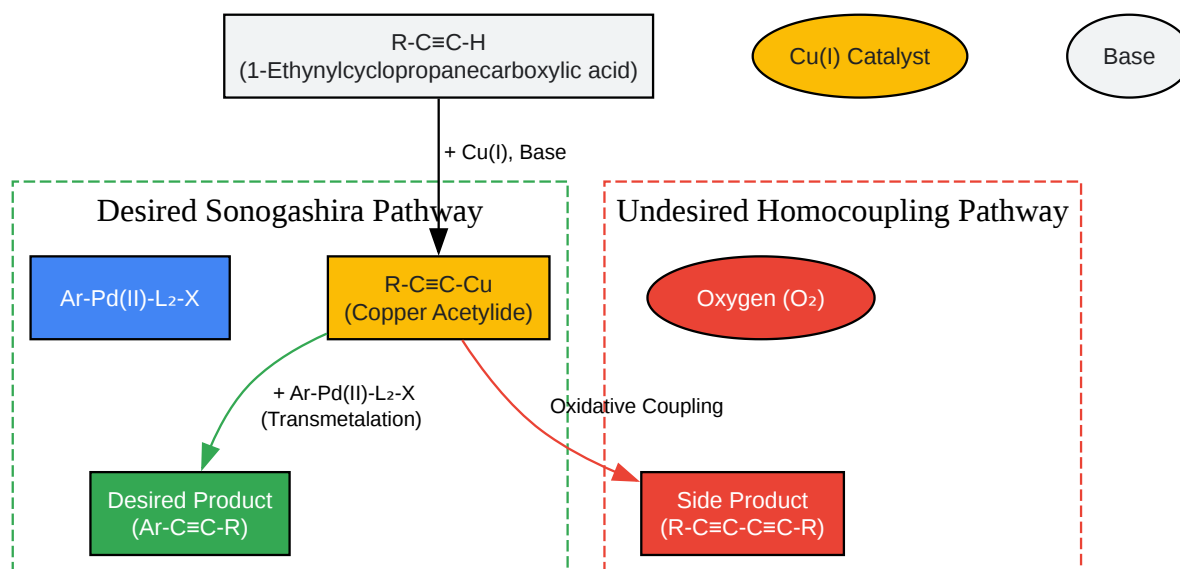 R-C≡C-H
(1-Ethynylcyclopropanecarboxylic acid)
Cu(I) Catalyst
Base
+ Cu(I), Base
Desired Sonogashira Pathway
Undesired Homocoupling Pathway
Ar-Pd(II)-L₂-X
R-C≡C-Cu
(Copper Acetylide)
Oxygen (O₂)
+ Ar-Pd(II)-L₂-X
(Transmetalation)
Oxidative Coupling
Desired Product
(Ar-C≡C-R)
Side Product
(R-C≡C-C≡C-R)